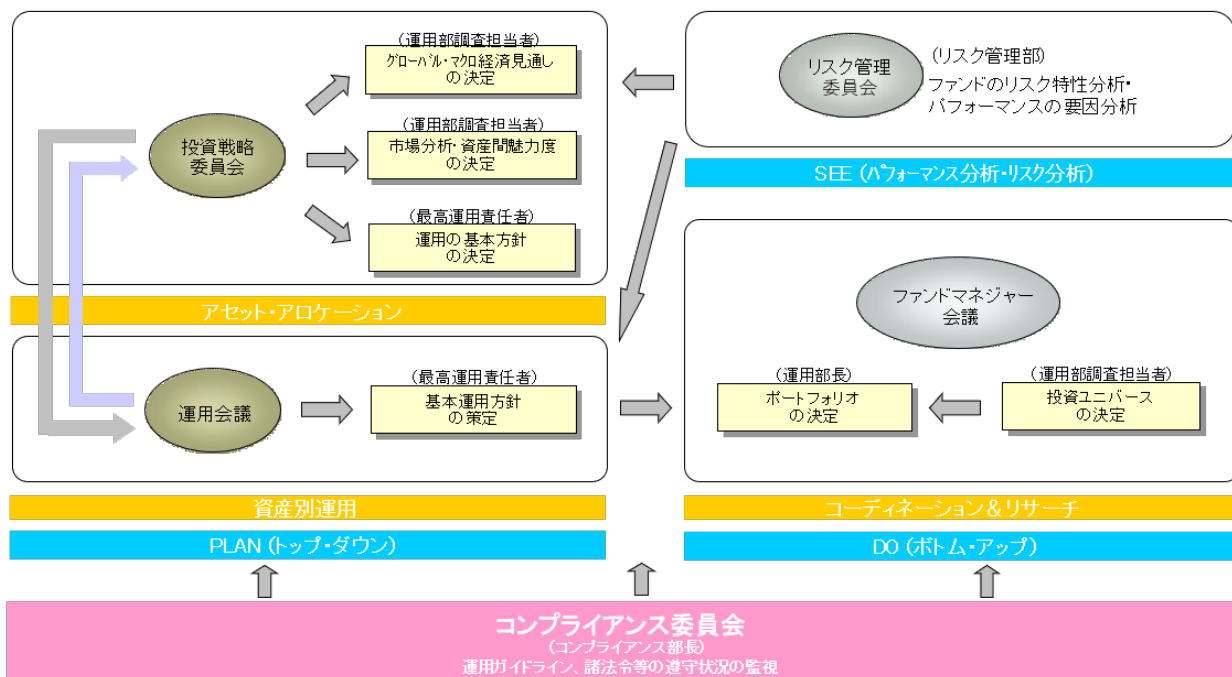 (運用部調査担当者)
グローバル・マクロ経済見通し
の決定
投資戦略
委員会
(運用部調査担当者)
市場分析・資産間魅力度
の決定
(最高運用責任者)
運用の基本方針
の決定
アセット・アロケーション
リスク管理
委員会
(リスク管理部)
ファンドのリスク特性分析・
パフォーマンスの要因分析
SEE (パフォーマンス分析・リスク分析)
運用会議
(最高運用責任者)
基本運用方針
の策定
資産別運用
PLAN (トップ・ダウン)
ファンドマネジャー
会議
(運用部長)
ポートフォリオ
の決定
(運用部調査担当者)
投資ユニバース
の決定
コーディネーション&リサーチ
DO (ボトム・アップ)
コンプライアンス委員会
(コンプライアンス部長)
運用ガイドライン、諸法令等の遵守状況の監視